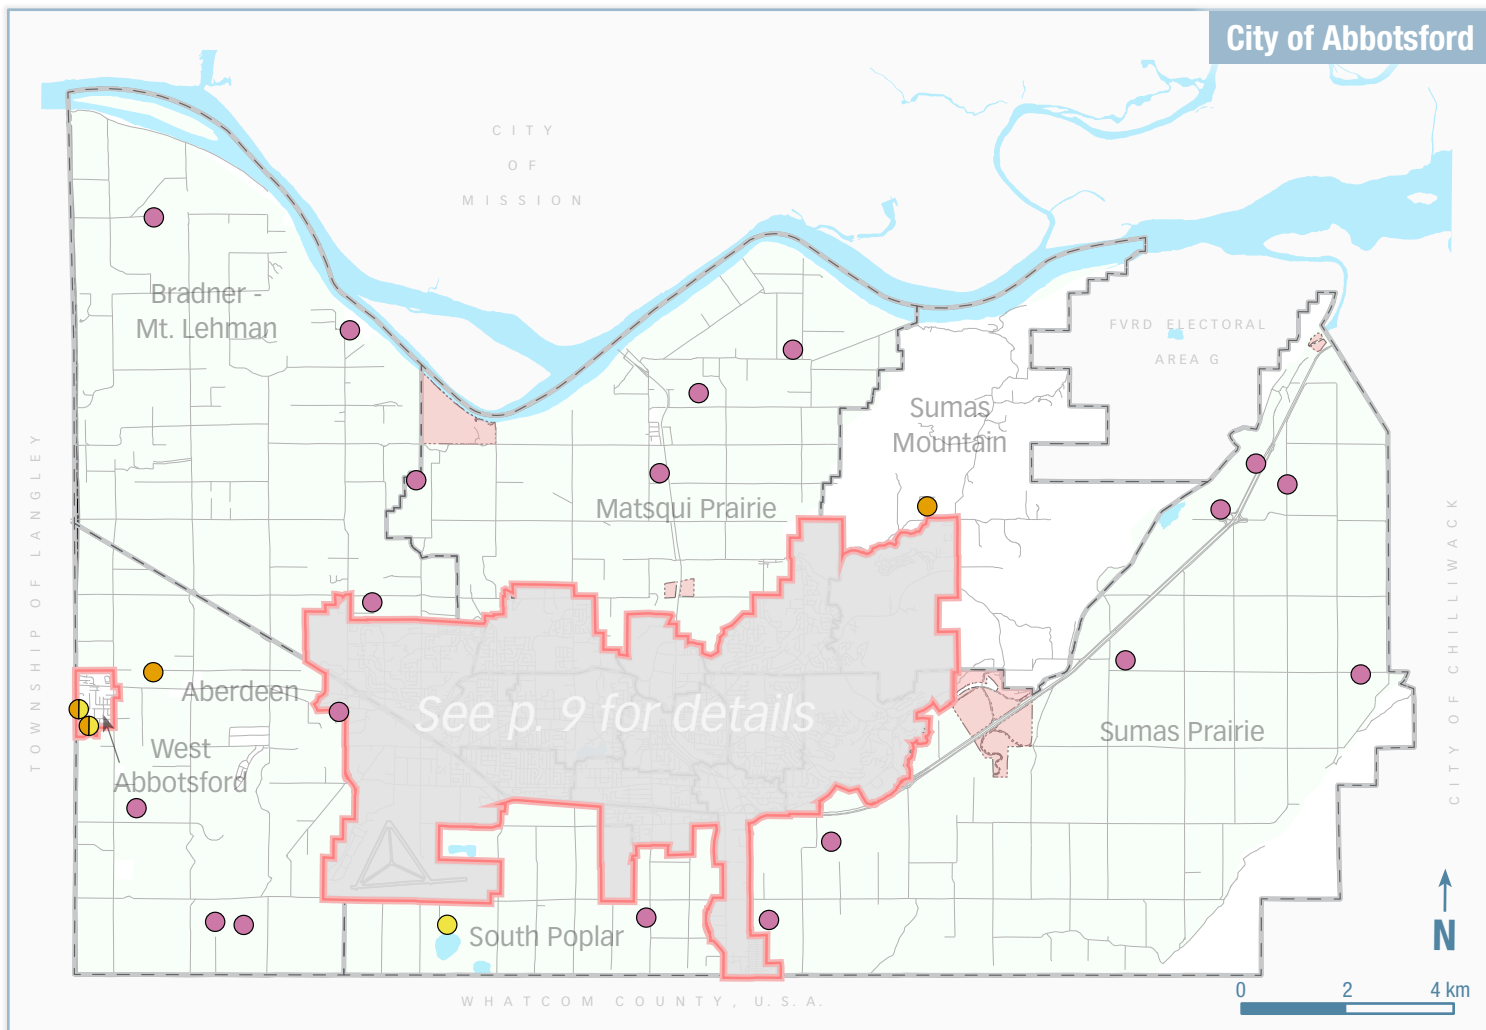 City of Abbotsford
CITY
OF
MISSION
Bradner -
Mt. Lehman
FVRD ELECTORAL
AREA G
Sumas
Mountain
TOWNSHIP OF LANGLEY
Matsqui Prairie
CITY OF CHILLIWACK
Aberdeen
See p. 9 for details
West
Abbotsford
Sumas Prairie
South Poplar
N
WHATCOM COUNTY, U.S.A.
0 2 4 km